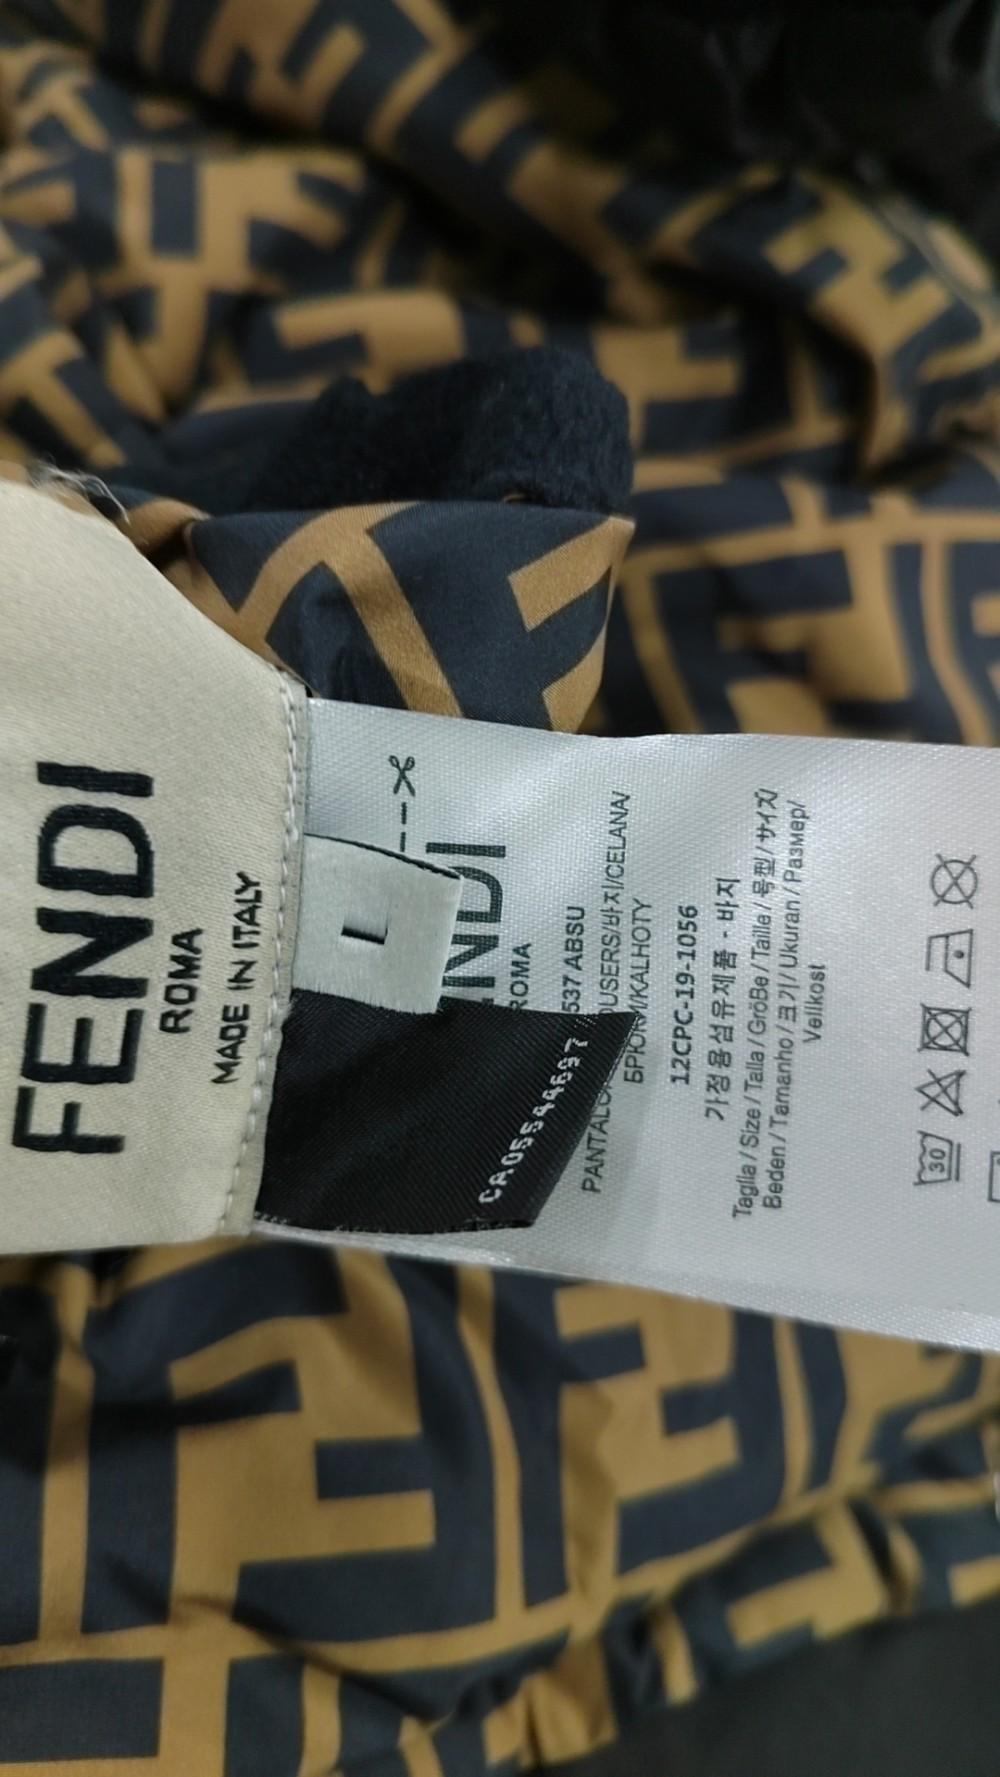 FENDI
ROMA
MADE IN ITALY
L
NDI
ROMA
537 ABSU
CA05544697
PANTALO
OUSERS/바지/CELANA/
БРЮКИ/KALHOTY
12CPC-19-1056
가정용 섬유제품 - 바지
Taglia / Size / Talla / GröBe / Taille / 号型 / サイズ/
Beden / Tamanho / 크기 / Ukuran / Размер/
Velikost
30